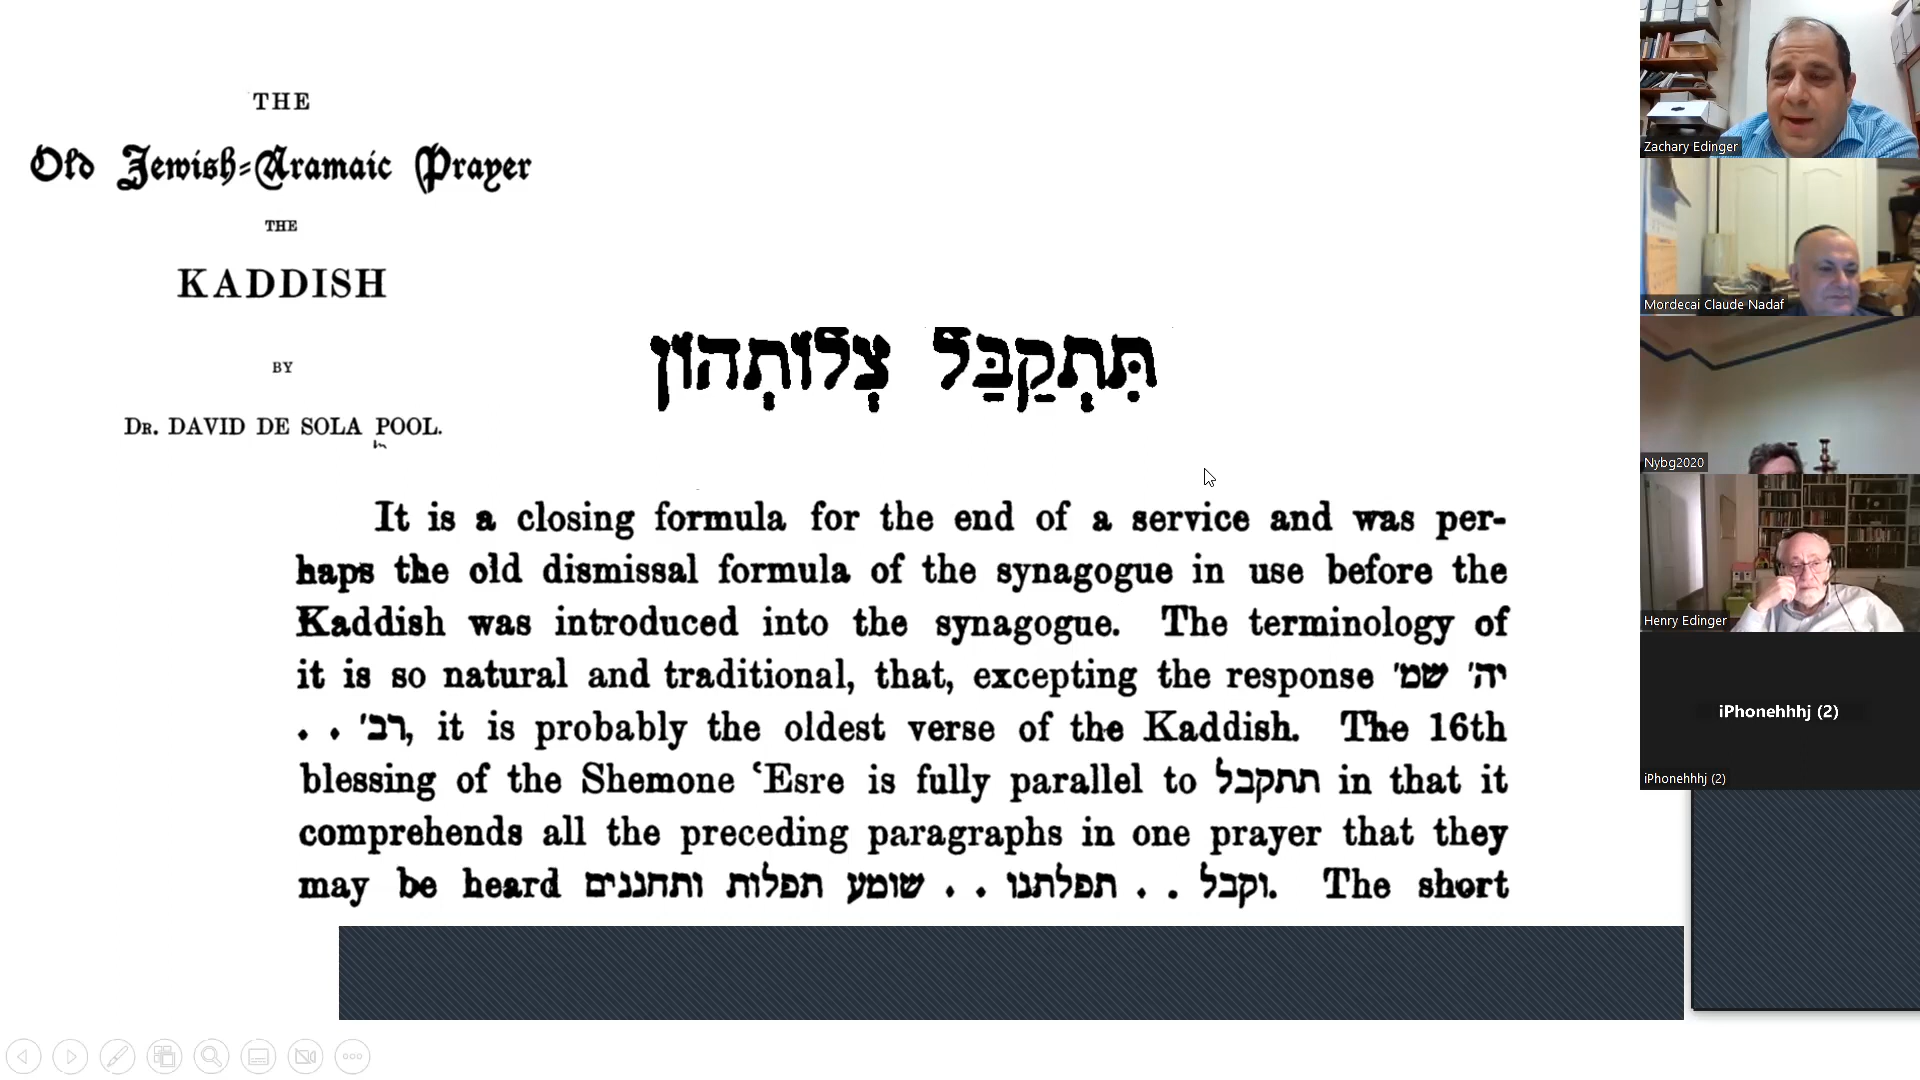 THE
Old Jewish-Aramaic Prayer
THE
KADDISH
BY
DR. DAVID DE SOLA POOL.
תִּתְקַבַּל צְלוֹתְהוֹן
It is a closing formula for the end of a service and was per-
haps the old dismissal formula of the synagogue in use before the
Kaddish was introduced into the synagogue. The terminology of
it is so natural and traditional, that, excepting the response יה' שמ'
רב' . ., it is probably the oldest verse of the Kaddish. The 16th
blessing of the Shemone ʿEsre is fully parallel to תתקבל in that it
comprehends all the preceding paragraphs in one prayer that they
may be heard וקבל . . תפלתנו . . שומע תפלות ותחננים. The short
Zachary Edinger
Mordecai Claude Nadaf
Nybg2020
Henry Edinger
iPhonehhhj (2)
iPhonehhhj (2)